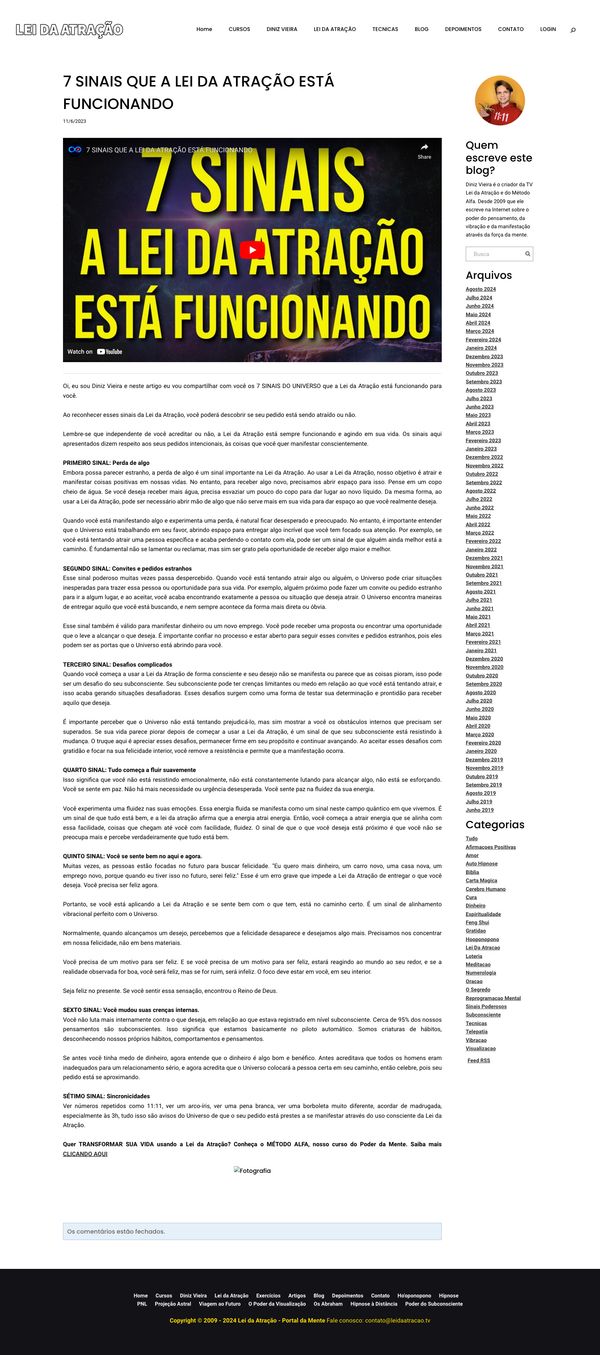 LEI DA ATRAÇÃO
Home CURSOS DINIZ VIEIRA LEI DA ATRAÇÃO TECNICAS BLOG DEPOIMENTOS CONTATO LOGIN
7 SINAIS QUE A LEI DA ATRAÇÃO ESTÁ
FUNCIONANDO
11/6/2023
7 SINAIS QUE A LEI DA ATRAÇÃO ESTÁ FUNCIONANDO
Share
7 SINAIS
A LEI DA ATRAÇÃO
ESTÁ FUNCIONANDO
Watch on YouTube
Oi, eu sou Diniz Vieira e neste artigo eu vou compartilhar com você os 7 SINAIS DO UNIVERSO que a Lei da Atração está funcionando para
você.
Ao reconhecer esses sinais da Lei da Atração, você poderá descobrir se seu pedido está sendo atraído ou não.
Lembre-se que independente de você acreditar ou não, a Lei da Atração está sempre funcionando e agindo em sua vida. Os sinais aqui
apresentados dizem respeito aos seus pedidos intencionais, às coisas que você quer manifestar conscientemente.
PRIMEIRO SINAL: Perda de algo
Embora possa parecer estranho, a perda de algo é um sinal importante na Lei da Atração. Ao usar a Lei da Atração, nosso objetivo é atrair e
manifestar coisas positivas em nossas vidas. No entanto, para receber algo novo, precisamos abrir espaço para isso. Pense em um copo
cheio de água. Se você deseja receber mais água, precisa esvaziar um pouco do copo para dar lugar ao novo líquido. Da mesma forma, ao
usar a Lei da Atração, pode ser necessário abrir mão de algo que não serve mais em sua vida para dar espaço ao que você realmente deseja.
Quando você está manifestando algo e experimenta uma perda, é natural ficar desesperado e preocupado. No entanto, é importante entender
que o Universo está trabalhando em seu favor, abrindo espaço para entregar algo incrível que você tem focado sua atenção. Por exemplo, se
você está tentando atrair uma pessoa específica e acaba perdendo o contato com ela, pode ser um sinal de que alguém ainda melhor está a
caminho. É fundamental não se lamentar ou reclamar, mas sim ser grato pela oportunidade de receber algo maior e melhor.
SEGUNDO SINAL: Convites e pedidos estranhos
Esse sinal poderoso muitas vezes passa despercebido. Quando você está tentando atrair algo ou alguém, o Universo pode criar situações
inesperadas para trazer essa pessoa ou oportunidade para sua vida. Por exemplo, alguém próximo pode fazer um convite ou pedido estranho
para ir a algum lugar, e ao aceitar, você acaba encontrando exatamente a pessoa ou situação que deseja atrair. O Universo encontra maneiras
de entregar aquilo que você está buscando, e nem sempre acontece da forma mais direta ou óbvia.
Esse sinal também é válido para manifestar dinheiro ou um novo emprego. Você pode receber uma proposta ou encontrar uma oportunidade
que o leve a alcançar o que deseja. É importante confiar no processo e estar aberto para seguir esses convites e pedidos estranhos, pois eles
podem ser as portas que o Universo está abrindo para você.
TERCEIRO SINAL: Desafios complicados
Quando você começa a usar a Lei da Atração de forma consciente e seu desejo não se manifesta ou parece que as coisas pioram, isso pode
ser um desafio do seu subconsciente. Seu subconsciente pode ter crenças limitantes ou medo em relação ao que você está tentando atrair, e
isso acaba gerando situações desafiadoras. Esses desafios surgem como uma forma de testar sua determinação e prontidão para receber
aquilo que deseja.
É importante perceber que o Universo não está tentando prejudicá-lo, mas sim mostrar a você os obstáculos internos que precisam ser
superados. Se sua vida parece piorar depois de começar a usar a Lei da Atração, é um sinal de que seu subconsciente está resistindo à
mudança. O truque aqui é apreciar esses desafios, permanecer firme em seu propósito e continuar avançando. Ao aceitar esses desafios com
gratidão e focar na sua felicidade interior, você remove a resistência e permite que a manifestação ocorra.
QUARTO SINAL: Tudo começa a fluir suavemente
Isso significa que você não está resistindo emocionalmente, não está constantemente lutando para alcançar algo, não está se esforçando.
Você se sente em paz. Não há mais necessidade ou urgência desesperada. Você sente paz na fluidez da sua energia.
Você experimenta uma fluidez nas suas emoções. Essa energia fluida se manifesta como um sinal neste campo quântico em que vivemos. É
um sinal de que tudo está bem, e a lei da atração afirma que a energia atrai energia. Então, você começa a atrair energia que se alinha com
essa facilidade, coisas que chegam até você com facilidade, fluidez. O sinal de que o que você deseja está próximo é que você não se
preocupa mais e percebe verdadeiramente que tudo está bem.
QUINTO SINAL: Você se sente bem no aqui e agora.
Muitas vezes, as pessoas estão focadas no futuro para buscar felicidade. "Eu quero mais dinheiro, um carro novo, uma casa nova, um
emprego novo, porque quando eu tiver isso no futuro, serei feliz." Esse é um erro grave que impede a Lei da Atração de entregar o que você
deseja. Você precisa ser feliz agora.
Portanto, se você está aplicando a Lei da Atração e se sente bem com o que tem, está no caminho certo. É um sinal de alinhamento
vibracional perfeito com o Universo.
Normalmente, quando alcançamos um desejo, percebemos que a felicidade desaparece e desejamos algo mais. Precisamos nos concentrar
em nossa felicidade, não em bens materiais.
Você precisa de um motivo para ser feliz. E se você precisa de um motivo para ser feliz, estará reagindo ao mundo ao seu redor, e se a
realidade observada for boa, você será feliz, mas se for ruim, será infeliz. O foco deve estar em você, em seu interior.
Seja feliz no presente. Se você sentir essa sensação, encontrou o Reino de Deus.
SEXTO SINAL: Você mudou suas crenças internas.
Você não luta mais internamente contra o que deseja, em relação ao que estava registrado em nível subconsciente. Cerca de 95% dos nossos
pensamentos são subconscientes. Isso significa que estamos basicamente no piloto automático. Somos criaturas de hábitos,
desconhecendo nossos próprios hábitos, comportamentos e pensamentos.
Se antes você tinha medo de dinheiro, agora entende que o dinheiro é algo bom e benéfico. Antes acreditava que todos os homens eram
inadequados para um relacionamento sério, e agora acredita que o Universo colocará a pessoa certa em seu caminho, então celebre, pois seu
pedido está se aproximando.
SÉTIMO SINAL: Sincronicidades
Ver números repetidos como 11:11, ver um arco-íris, ver uma pena branca, ver uma borboleta muito diferente, acordar de madrugada,
especialmente às 3h, tudo isso são avisos do Universo de que o seu pedido está prestes a se manifestar através do uso consciente da Lei da
Atração.
Quer TRANSFORMAR SUA VIDA usando a Lei da Atração? Conheça o MÉTODO ALFA, nosso curso do Poder da Mente. Saiba mais
CLICANDO AQUI
Fotografia
Os comentários estão fechados.
11:11
Quem
escreve este
blog?
Diniz Vieira é o criador da TV
Lei da Atração e do Método
Alfa. Desde 2009 que ele
escreve na Internet sobre o
poder do pensamento, da
vibração e da manifestação
através da força da mente.
Busca
Arquivos
Agosto 2024
Julho 2024
Junho 2024
Maio 2024
Abril 2024
Março 2024
Fevereiro 2024
Janeiro 2024
Dezembro 2023
Novembro 2023
Outubro 2023
Setembro 2023
Agosto 2023
Julho 2023
Junho 2023
Maio 2023
Abril 2023
Março 2023
Fevereiro 2023
Janeiro 2023
Dezembro 2022
Novembro 2022
Outubro 2022
Setembro 2022
Agosto 2022
Julho 2022
Junho 2022
Maio 2022
Abril 2022
Março 2022
Fevereiro 2022
Janeiro 2022
Dezembro 2021
Novembro 2021
Outubro 2021
Setembro 2021
Agosto 2021
Julho 2021
Junho 2021
Maio 2021
Abril 2021
Março 2021
Fevereiro 2021
Janeiro 2021
Dezembro 2020
Novembro 2020
Outubro 2020
Setembro 2020
Agosto 2020
Julho 2020
Junho 2020
Maio 2020
Abril 2020
Março 2020
Fevereiro 2020
Janeiro 2020
Dezembro 2019
Novembro 2019
Outubro 2019
Setembro 2019
Agosto 2019
Julho 2019
Junho 2019
Categorias
Tudo
Afirmacoes Positivas
Amor
Auto Hipnose
Biblia
Carta Magica
Cerebro Humano
Cura
Dinheiro
Espiritualidade
Feng Shui
Gratidao
Hooponopono
Lei Da Atracao
Loteria
Meditacao
Numerologia
Oracao
O Segredo
Reprogramacao Mental
Sinais Poderosos
Subconsciente
Tecnicas
Telepatia
Vibracao
Visualizacao
Feed RSS
Home Cursos Diniz Vieira Lei da Atração Exercícios Artigos Blog Depoimentos Contato Ho'oponopono Hipnose
PNL Projeção Astral Viagem ao Futuro O Poder da Visualização Os Abraham Hipnose à Distância Poder do Subconsciente
Copyright © 2009 - 2024 Lei da Atração - Portal da Mente Fale conosco: contato@leidaatracao.tv